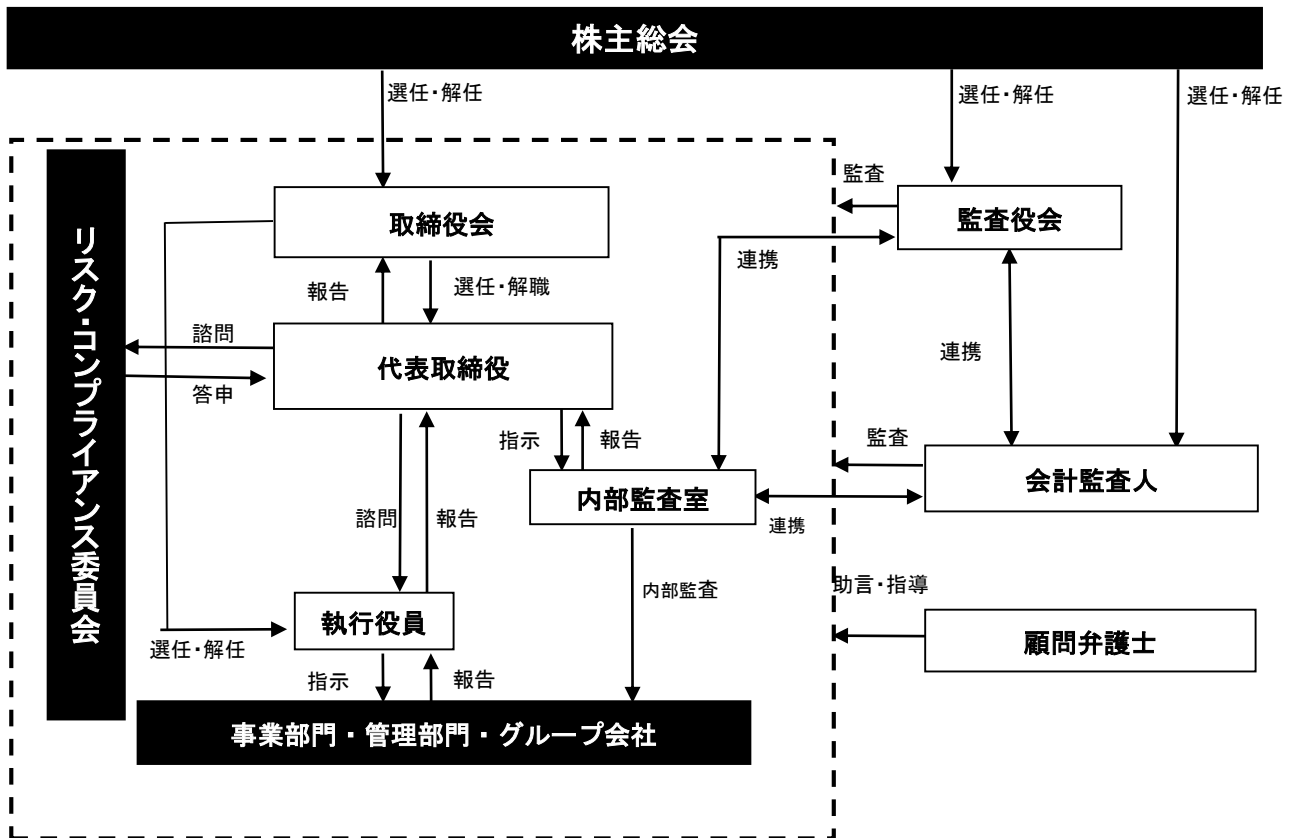 株主総会
選任・解任
選任・解任
選任・解任
監査
取締役会
監査役会
連携
報告
選任・解職
諮問
代表取締役
連携
答申
リスク・コンプライアンス委員会
指示
報告
監査
会計監査人
内部監査室
諮問
報告
連携
内部監査
助言・指導
執行役員
顧問弁護士
選任・解任
指示
報告
事業部門・管理部門・グループ会社